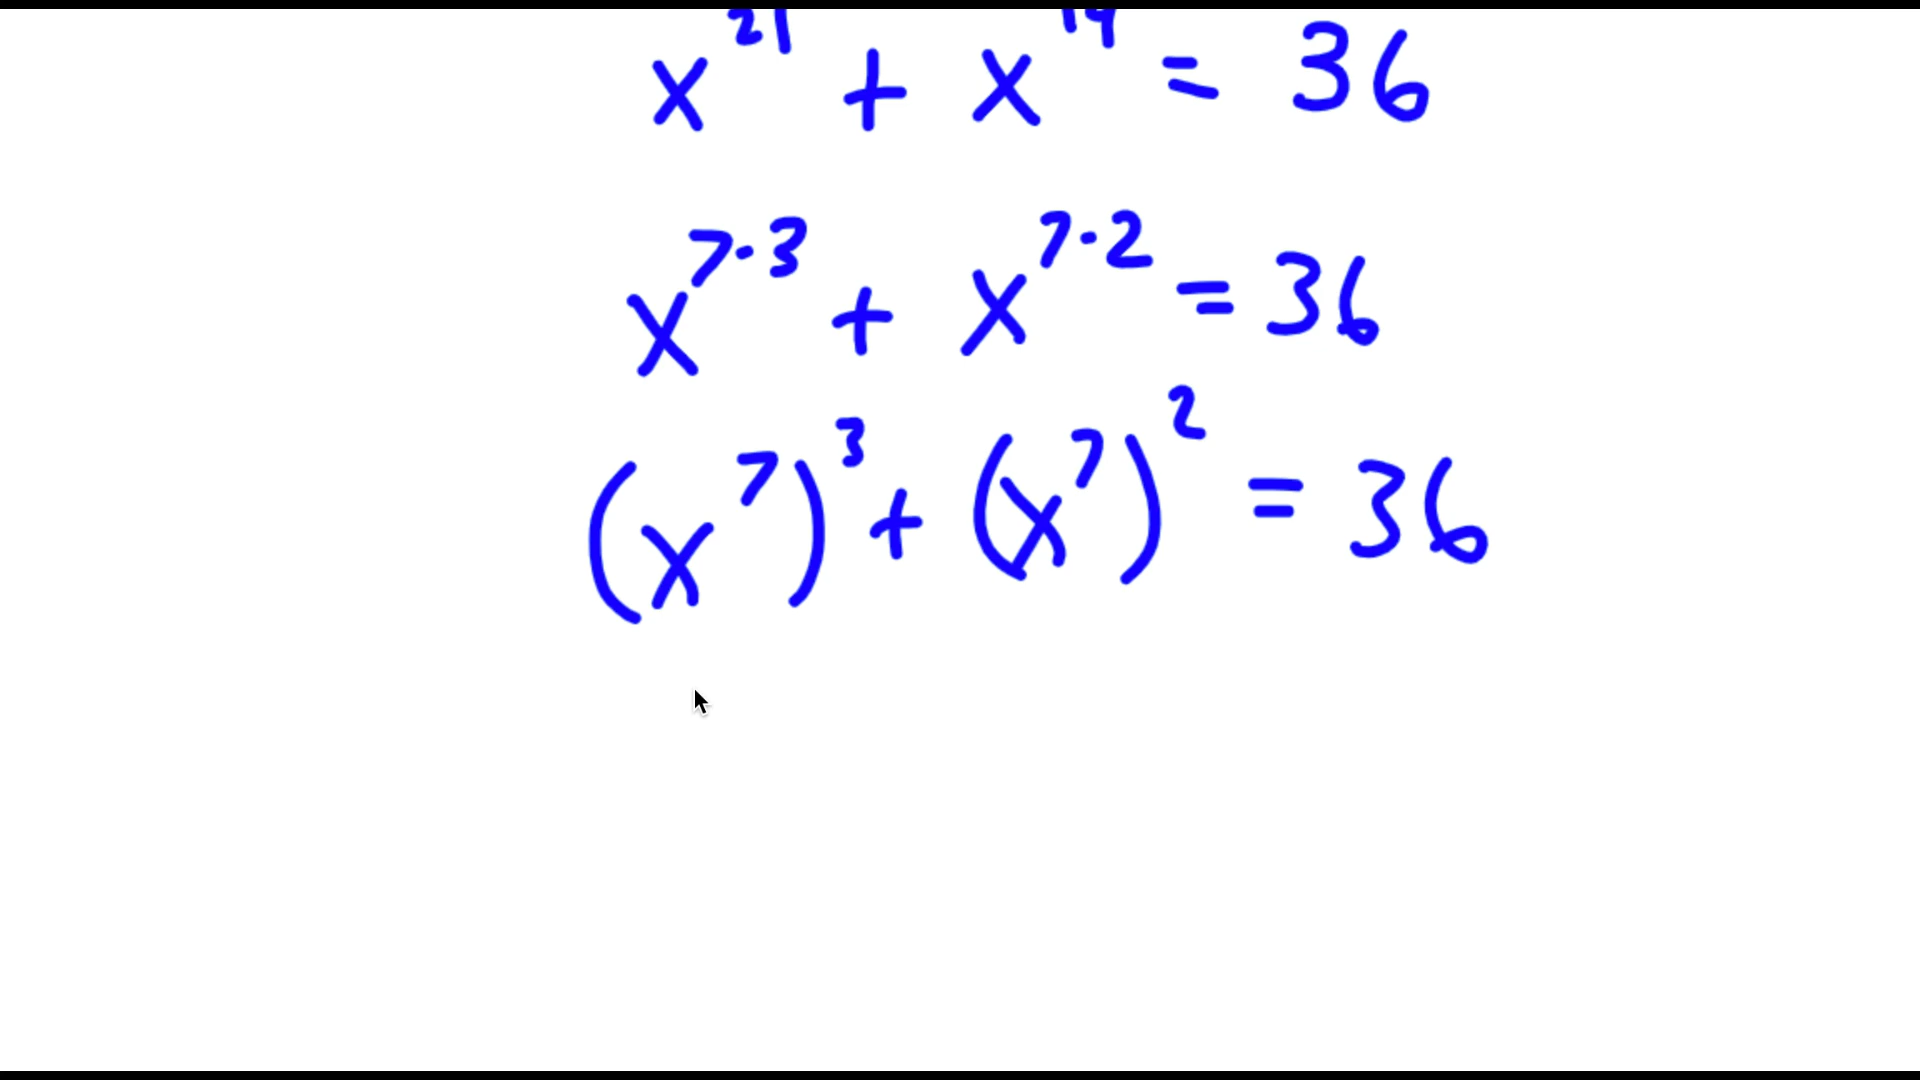 x^21 + x^14 = 36
x^7·3 + x^7·2 = 36
(x^7)^3 + (x^7)^2 = 36